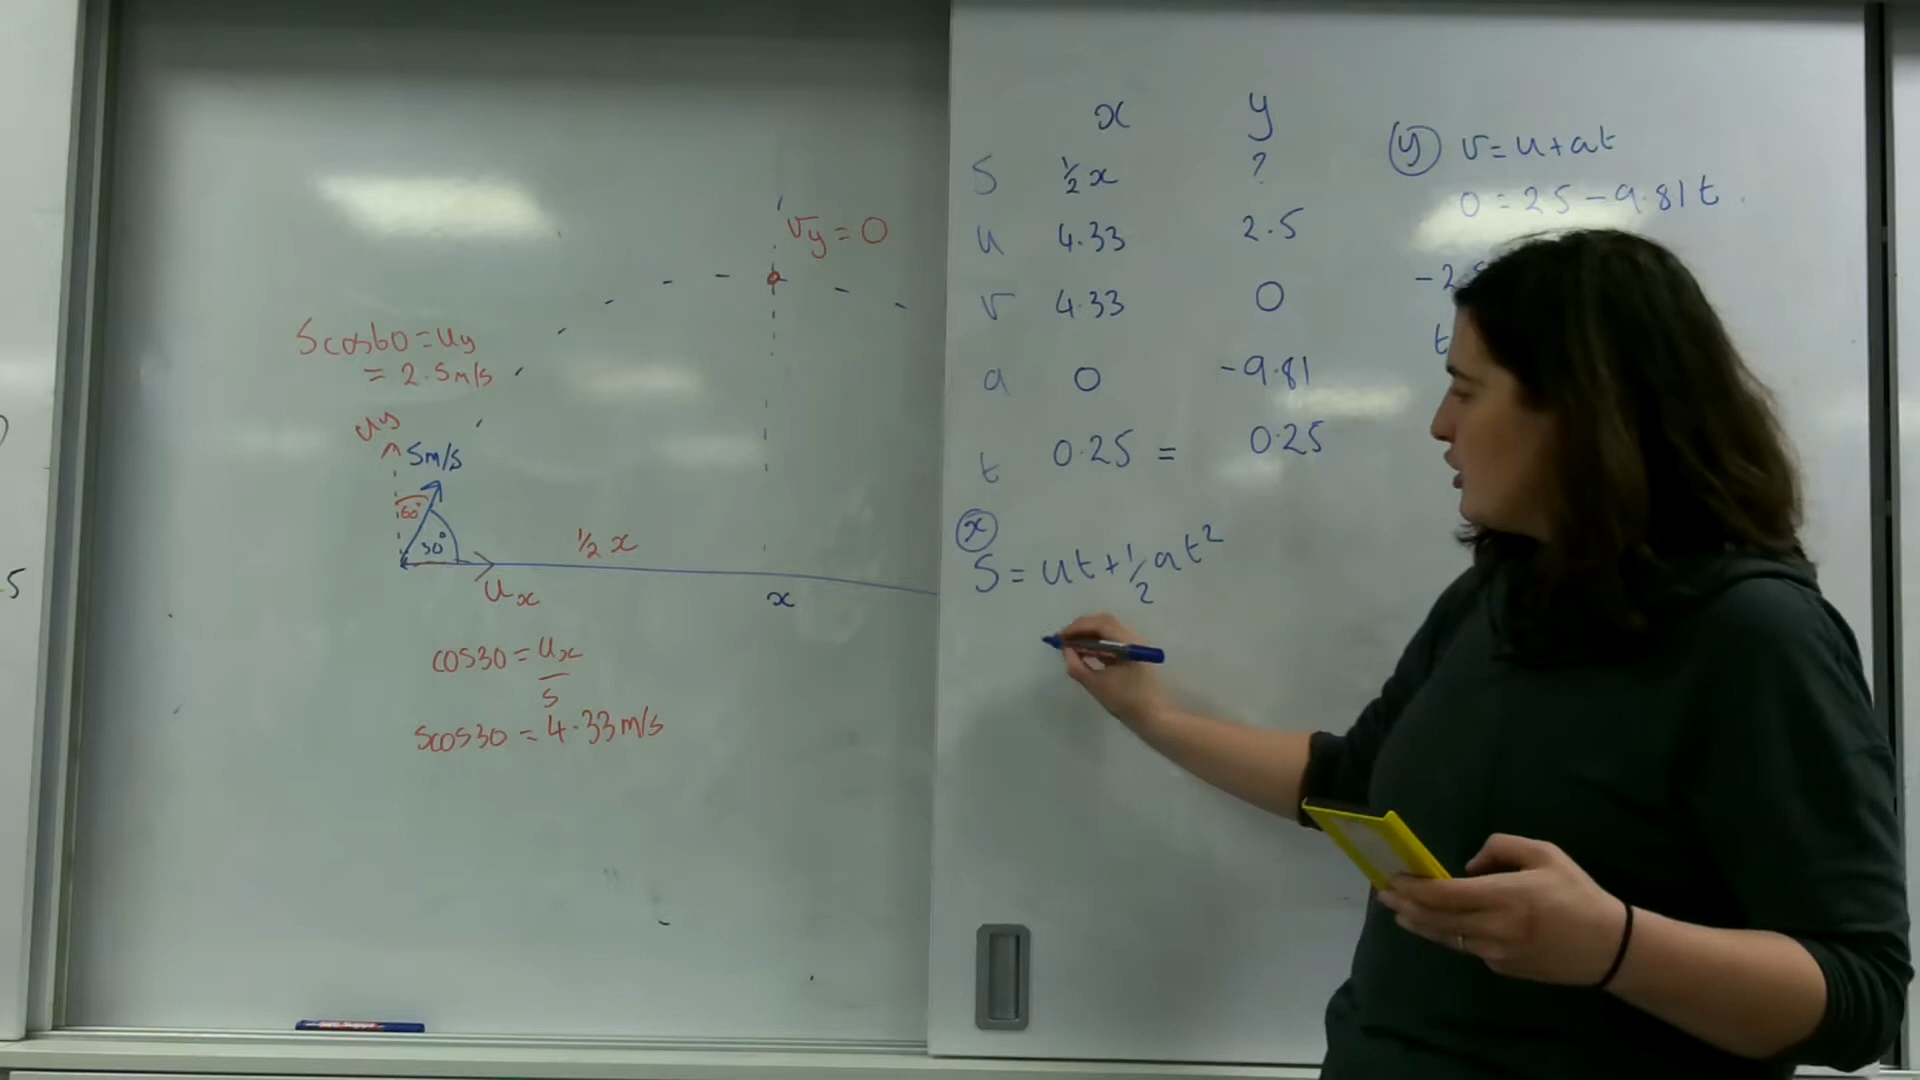 vy = 0
5cos60 = uy
= 2.5m/s
uy
5m/s
60°
30°
½x
ux
x
cos30 = ux
5
5cos30 = 4.33m/s
5
x y
S ½x ?
u 4.33 2.5
v 4.33 0
a 0 -9.81
t 0.25 = 0.25
x
S = ut + ½at²
y v = u + at
0 = 2.5 - 9.81t
t